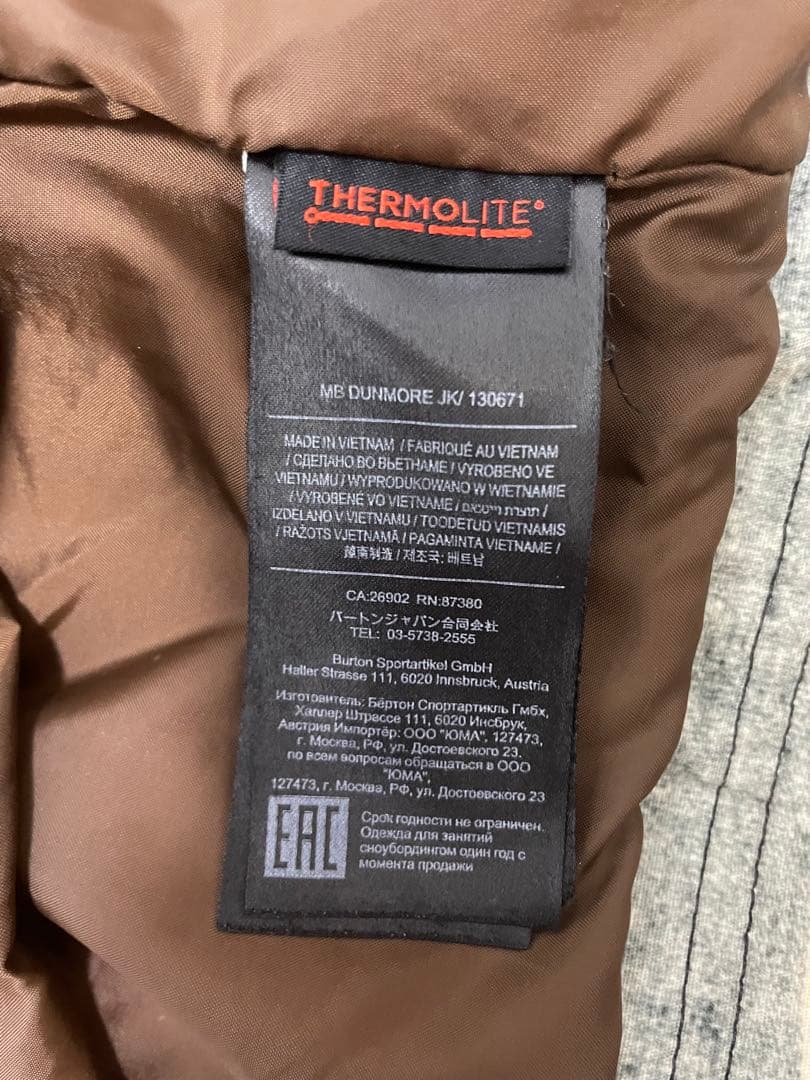 THERMOLITE®
MB DUNMORE JK/ 130671
MADE IN VIETNAM / FABRIQUÉ AU VIETNAM
/ СДЕЛАНО ВО ВЬЕТНАМЕ / VYROBENO VE
VIETNAMU / WYPRODUKOWANO W WIETNAMIE
/ VYROBENÉ VO VIETNAME / תוצרת וייטנאם /
IZDELANO V VIETNAMU / TOODETUD VIETNAMIS
/ RAŽOTS VJETNAMĀ / PAGAMINTA VIETNAME /
越南制造 / 제조국: 베트남
CA:26902 RN:87380
バートンジャパン合同会社
TEL: 03-5738-2555
Burton Sportartikel GmbH
Haller Strasse 111, 6020 Innsbruck, Austria
Изготовитель: Бёртон Спортартикль Гмбх,
Халлер Штрассе 111, 6020 Инсбрук,
Австрия Импортёр: ООО "ЮМА", 127473,
г. Москва, РФ, ул. Достоевского 23.
по всем вопросам обращаться в ООО
"ЮМА",
127473, г. Москва, РФ, ул. Достоевского 23
EAC
Срок годности не ограничен.
Одежда для занятий
сноубордингом один год с
момента продажи